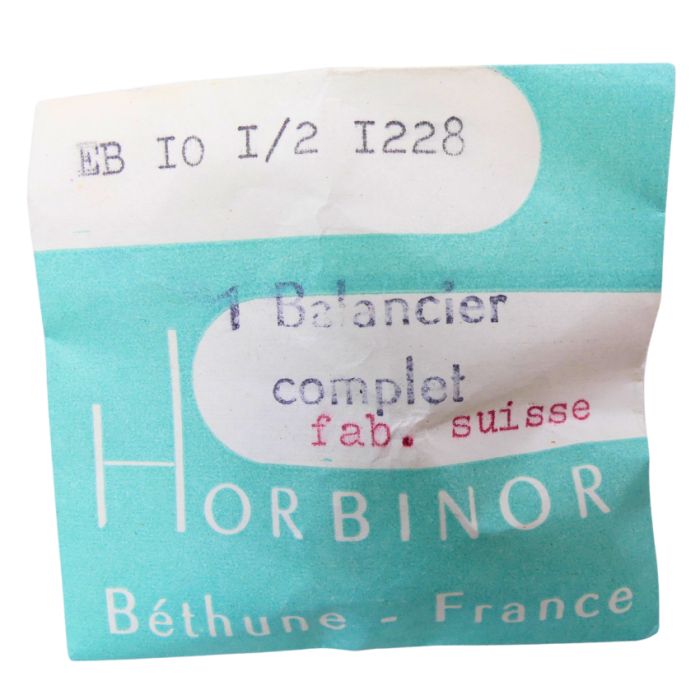 EB IO I/2 I228
1 Balancier
complet
fab. suisse
HORBINOR
Béthune - France